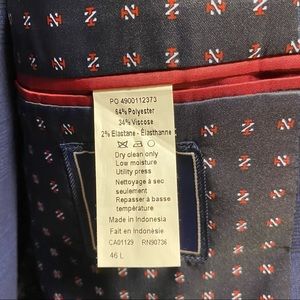 PO 4900112373
64% Polyester
34% Viscose
2% Elastane - Élasthanne
Dry clean only
Low moisture
Utility press
Nettoyage à sec
seulement
Repasser à basse
température
Made in Indonesia
Fait en Indonésie
CA01129 RN90736
46 L